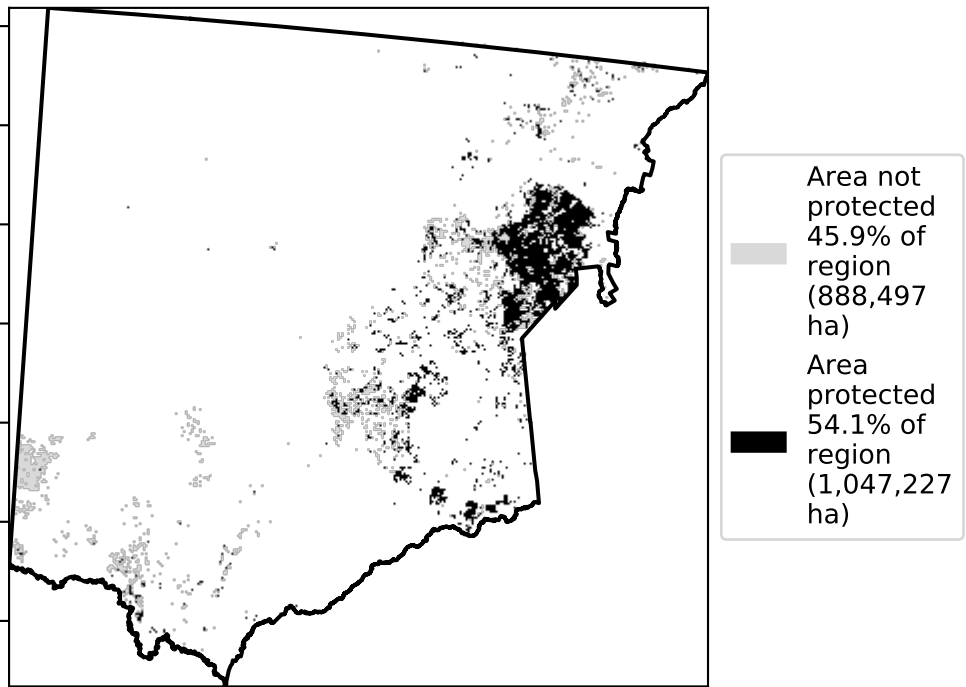 Area not
protected
45.9% of
region
(888,497
ha)
Area
protected
54.1% of
region
(1,047,227
ha)